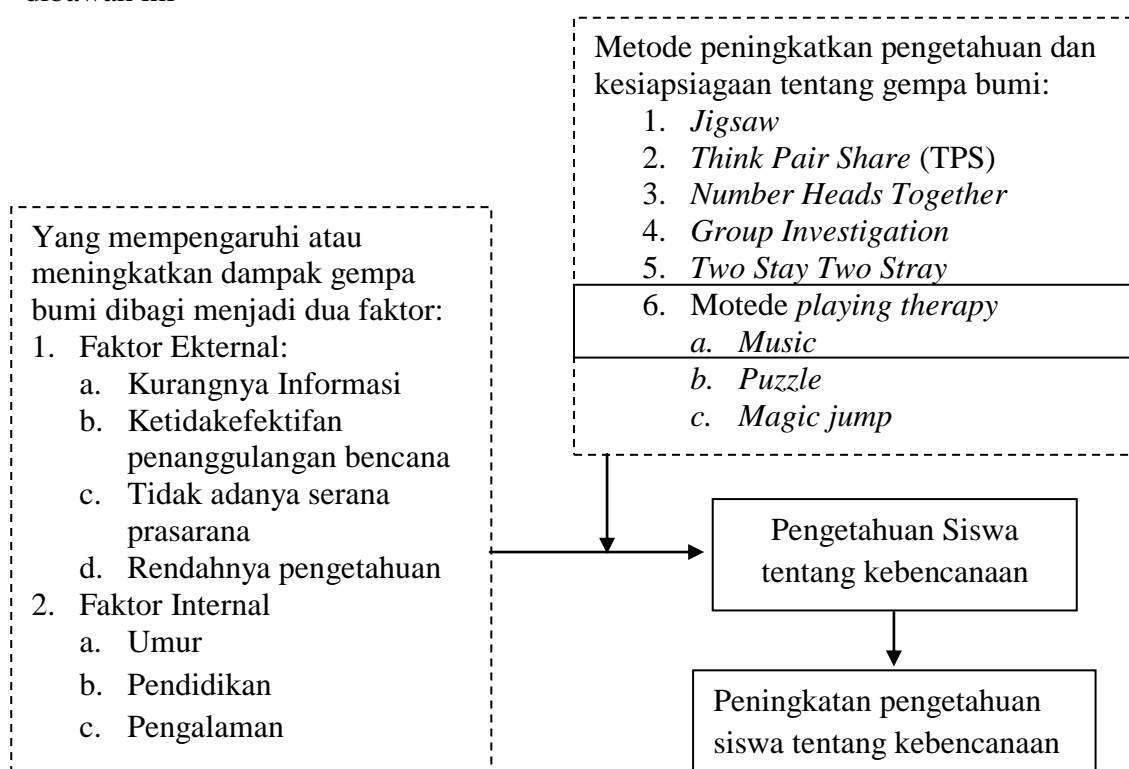 Metode peningkatkan pengetahuan dan
kesiapsiagaan tentang gempa bumi:
1. Jigsaw
2. Think Pair Share (TPS)
3. Number Heads Together
4. Group Investigation
5. Two Stay Two Stray
6. Motede playing therapy
a. Music
b. Puzzle
c. Magic jump
Yang mempengaruhi atau
meningkatkan dampak gempa
bumi dibagi menjadi dua faktor:
1. Faktor Ekternal:
a. Kurangnya Informasi
b. Ketidakefektifan
penanggulangan bencana
c. Tidak adanya serana
prasarana
d. Rendahnya pengetahuan
2. Faktor Internal
a. Umur
b. Pendidikan
c. Pengalaman
Pengetahuan Siswa
tentang kebencanaan
Peningkatan pengetahuan
siswa tentang kebencanaan